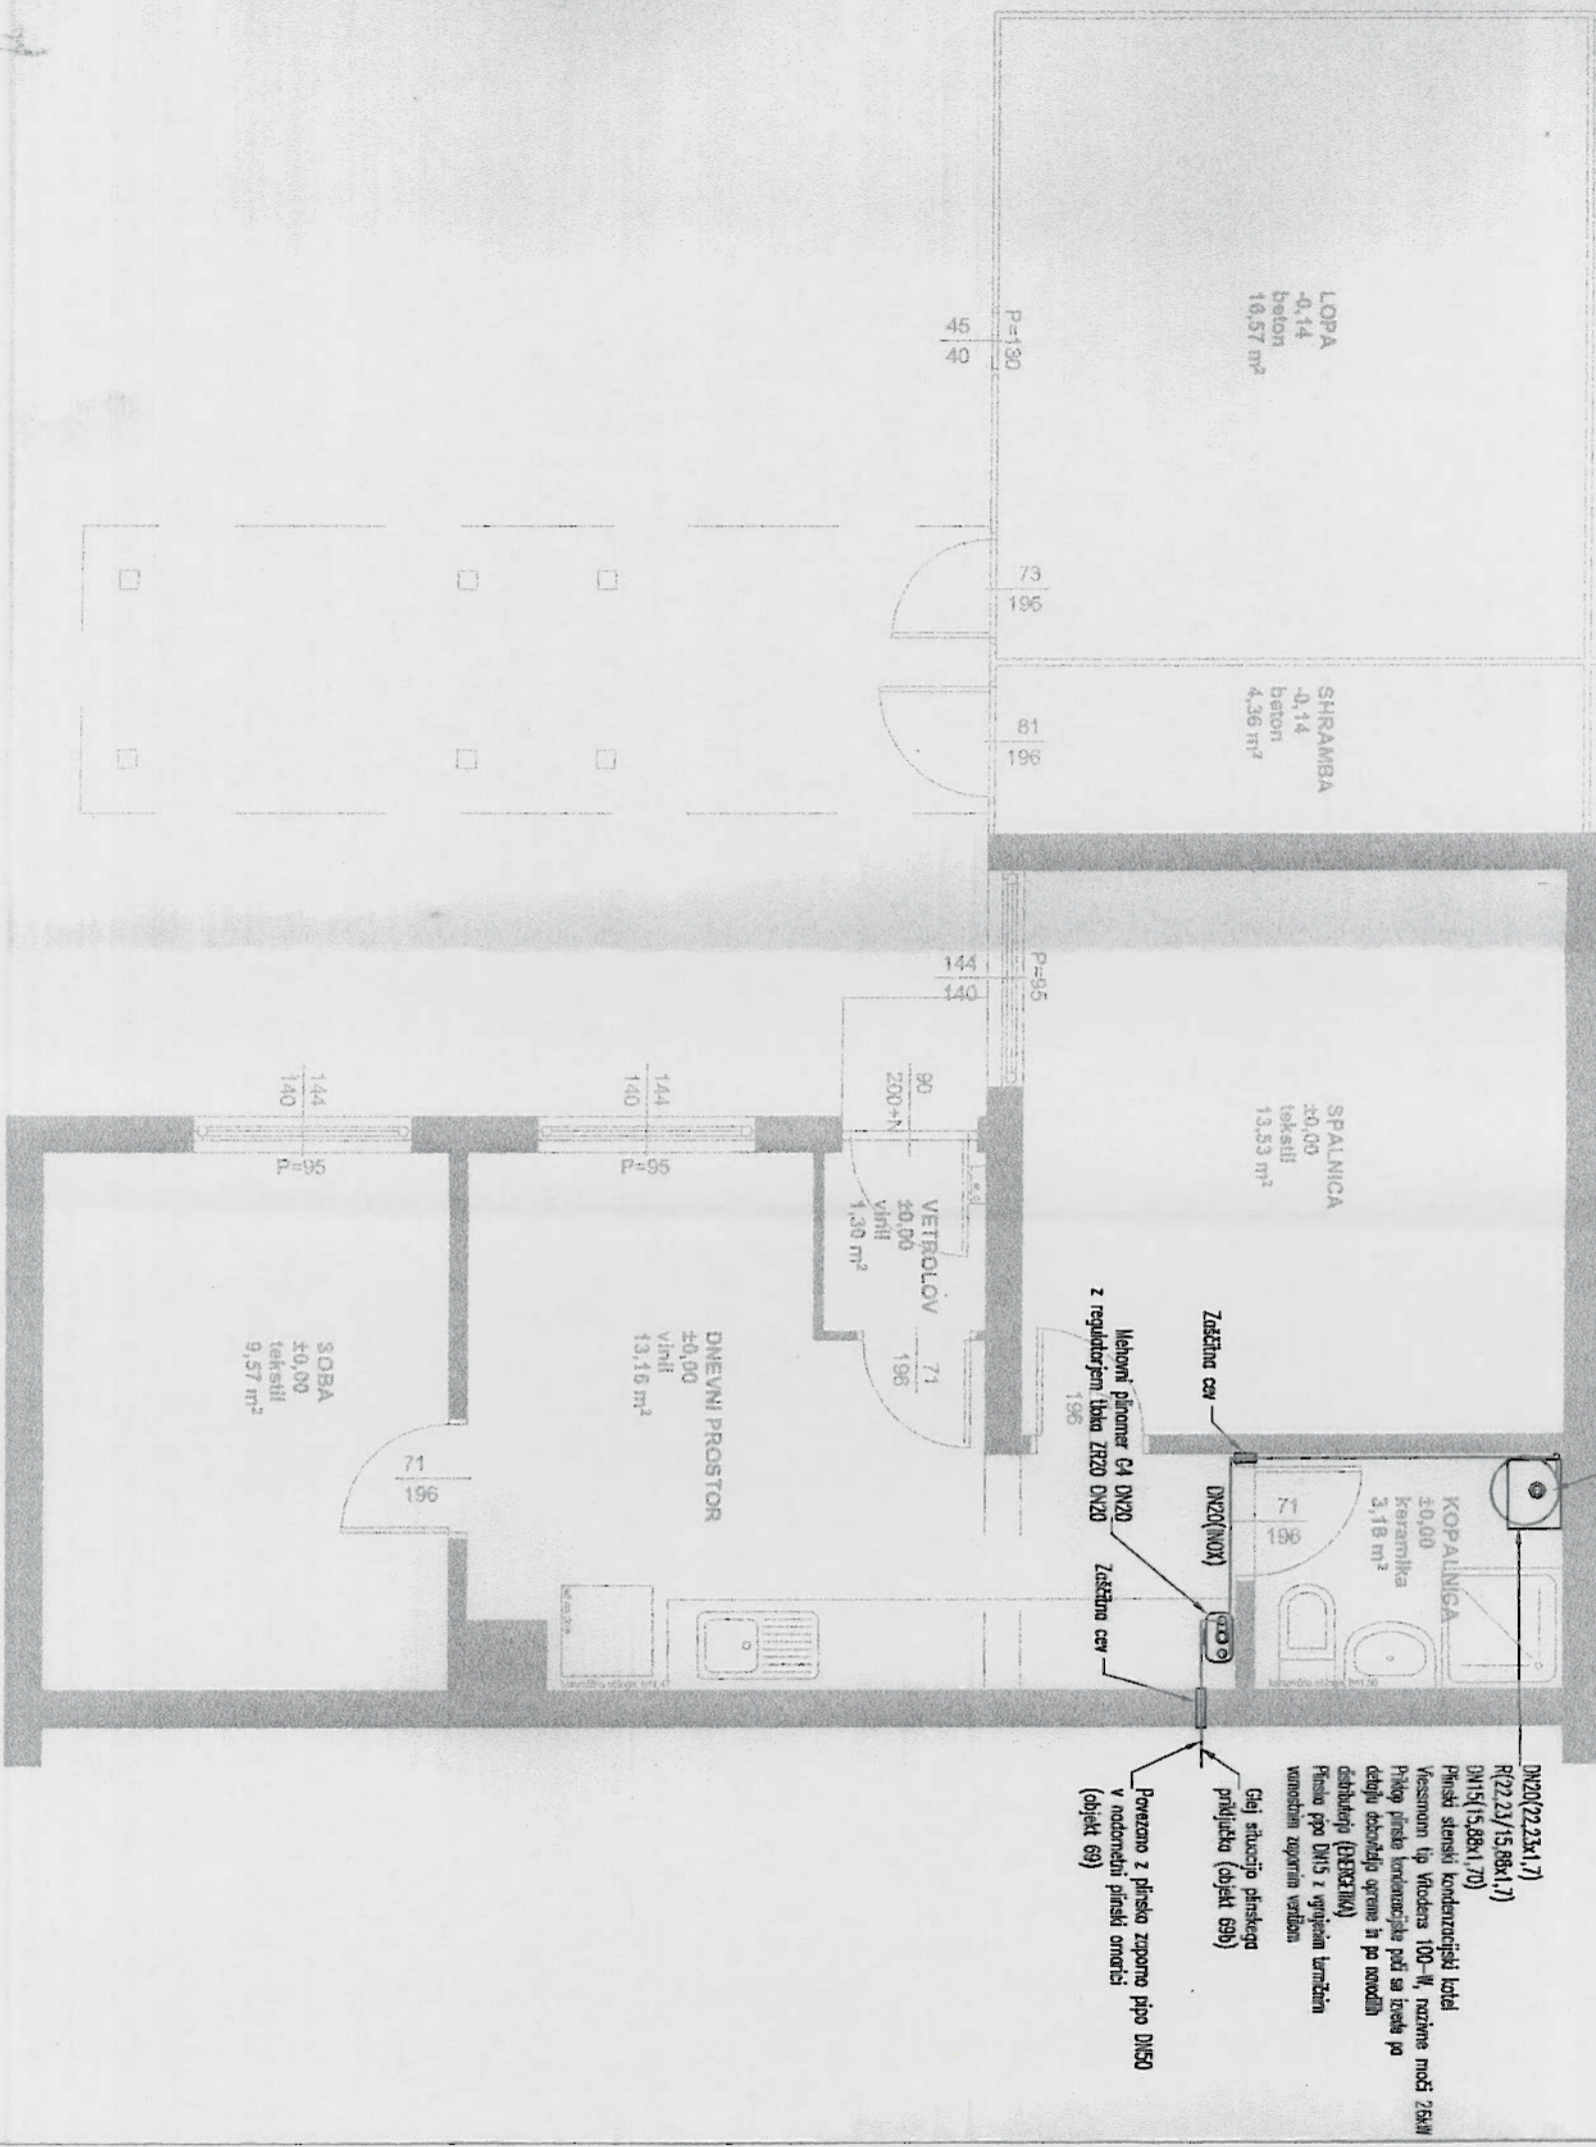 LOPA
-0,14
beton
16,57 m²
P=130
45
40
73
196
SHRAMBA
-0,14
beton
4,36 m²
81
196
P=95
144
140
SPALNICA
±0,00
tekstil
13,53 m²
90
200+N
144
140
P=95
144
140
P=95
VETROLOV
±0,00
vinil
1,30 m²
71
196
196
DNEVNI PROSTOR
±0,00
vinil
13,16 m²
SOBA
±0,00
tekstil
9,57 m²
71
196
KOPALNICA
±0,00
keramika
3,18 m²
71
196
Zaščitna cev
Mehovni plinomer G4 DN20
z regulatorjem tlaka ZR20 DN20
DN20(INOX)
Zaščitna cev
DN20(22,23x1,7)
R(22,23/15,88x1,7)
DN15(15,88x1,70)
Plinski stenski kondenzacijski kotel
Viessmann tip Vitodens 100-W, nazivne moči 26kW
Priklop plinske kondenzacijske peči se izvede po
detajlu dobavitelja opreme in po navodilih
distributerja (ENERGETIKA)
Plinska pipa DN15 z vgrajenim termičnim
varnostnim zapornim ventilom
Glej situacijo plinskega
priključka (objekt 69b)
Povezano z plinsko zaporno pipo DN50
v nadometni plinski omarici
(objekt 69)